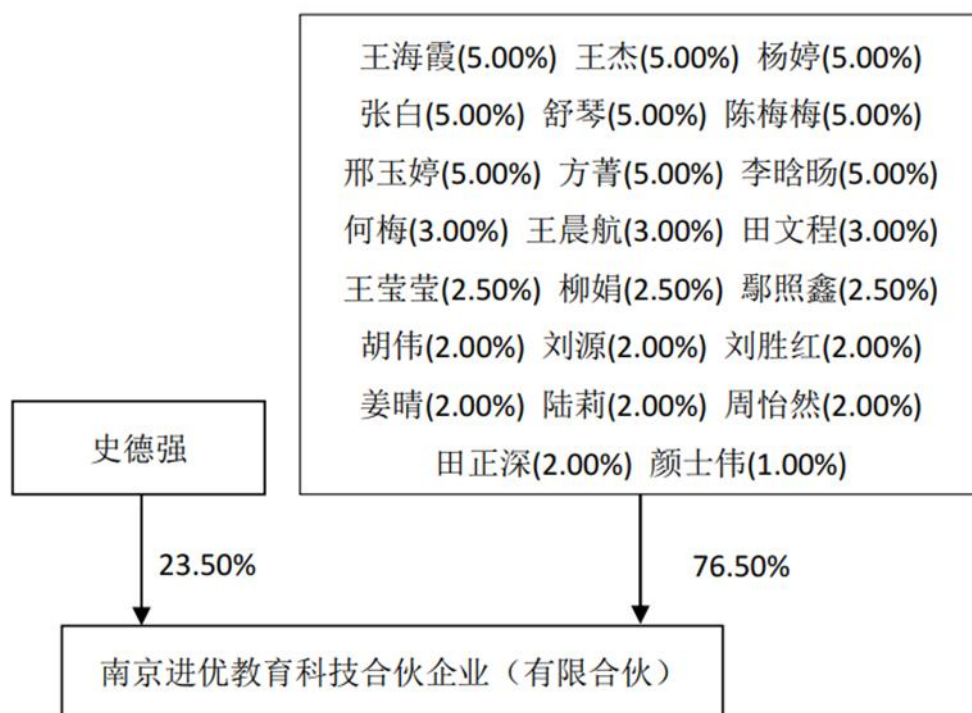 王海霞(5.00%) 王杰(5.00%) 杨婷(5.00%)
张白(5.00%) 舒琴(5.00%) 陈梅梅(5.00%)
邢玉婷(5.00%) 方菁(5.00%) 李晗旸(5.00%)
何梅(3.00%) 王晨航(3.00%) 田文程(3.00%)
王莹莹(2.50%) 柳娟(2.50%) 鄢照鑫(2.50%)
胡伟(2.00%) 刘源(2.00%) 刘胜红(2.00%)
姜晴(2.00%) 陆莉(2.00%) 周怡然(2.00%)
田正深(2.00%) 颜士伟(1.00%)
史德强
23.50%
76.50%
南京进优教育科技合伙企业（有限合伙）